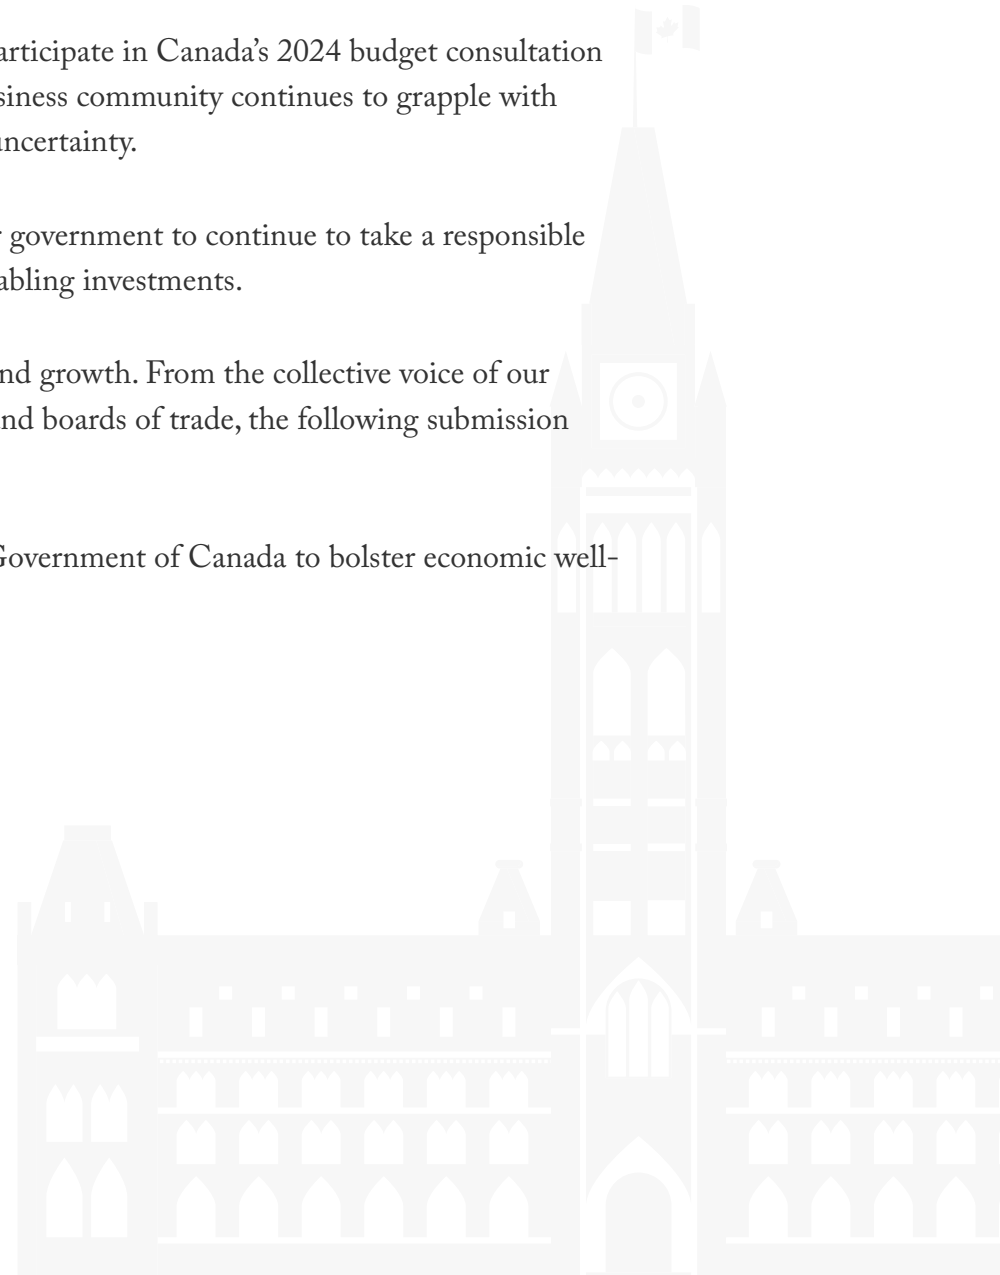 articipate in Canada’s 2024 budget consultation
siness community continues to grapple with
uncertainty.
r government to continue to take a responsible
abling investments.
nd growth. From the collective voice of our
nd boards of trade, the following submission
Government of Canada to bolster economic well-